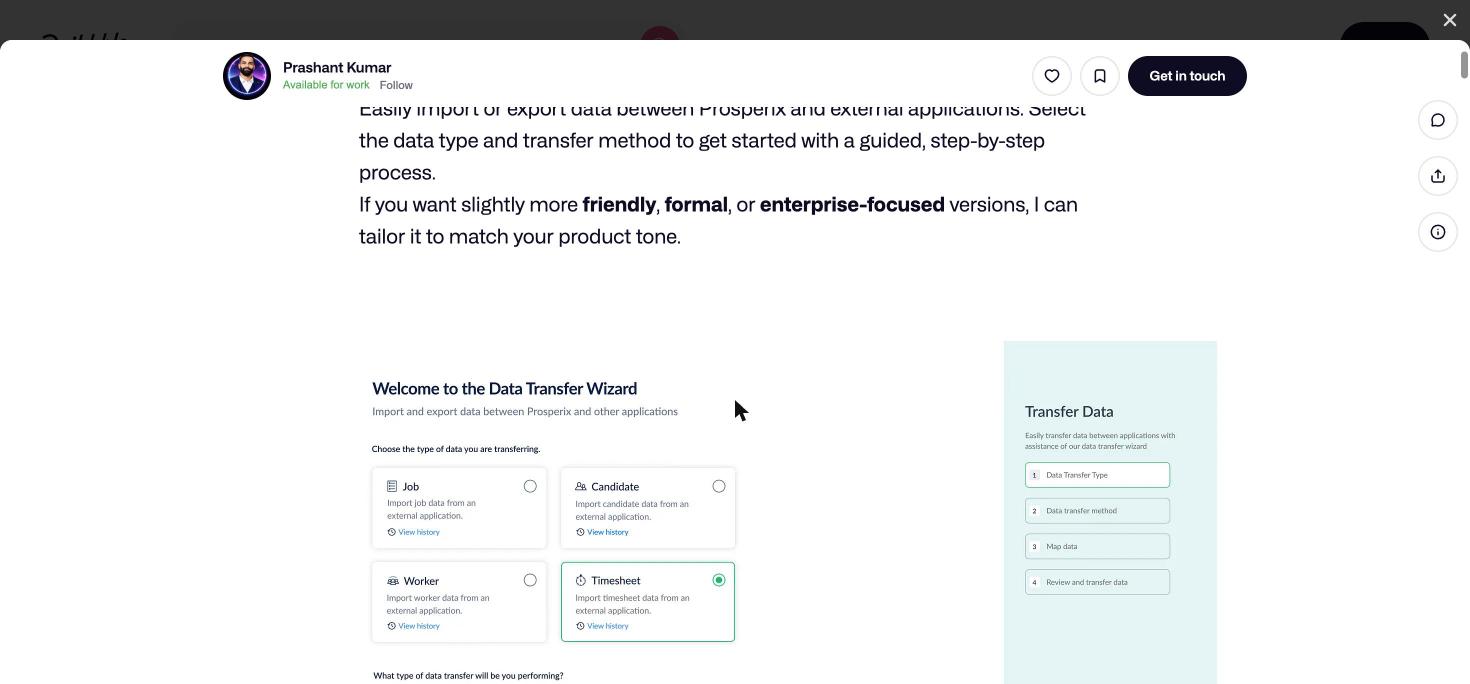 Prashant Kumar
Available for work Follow
Get in touch
Easily import or export data between Prosperix and external applications. Select
the data type and transfer method to get started with a guided, step-by-step
process.
If you want slightly more friendly, formal, or enterprise-focused versions, I can
tailor it to match your product tone.
Welcome to the Data Transfer Wizard
Import and export data between Prosperix and other applications
Choose the type of data you are transferring.
Job
Import job data from an
external application.
View history
Candidate
Import candidate data from an
external application.
View history
Worker
Import worker data from an
external application.
View history
Timesheet
Import timesheet data from an
external application.
View history
What type of data transfer will be you performing?
Transfer Data
Easily transfer data between applications with
assistance of our data transfer wizard
1 Data Transfer Type
2 Data transfer method
3 Map data
4 Review and transfer data